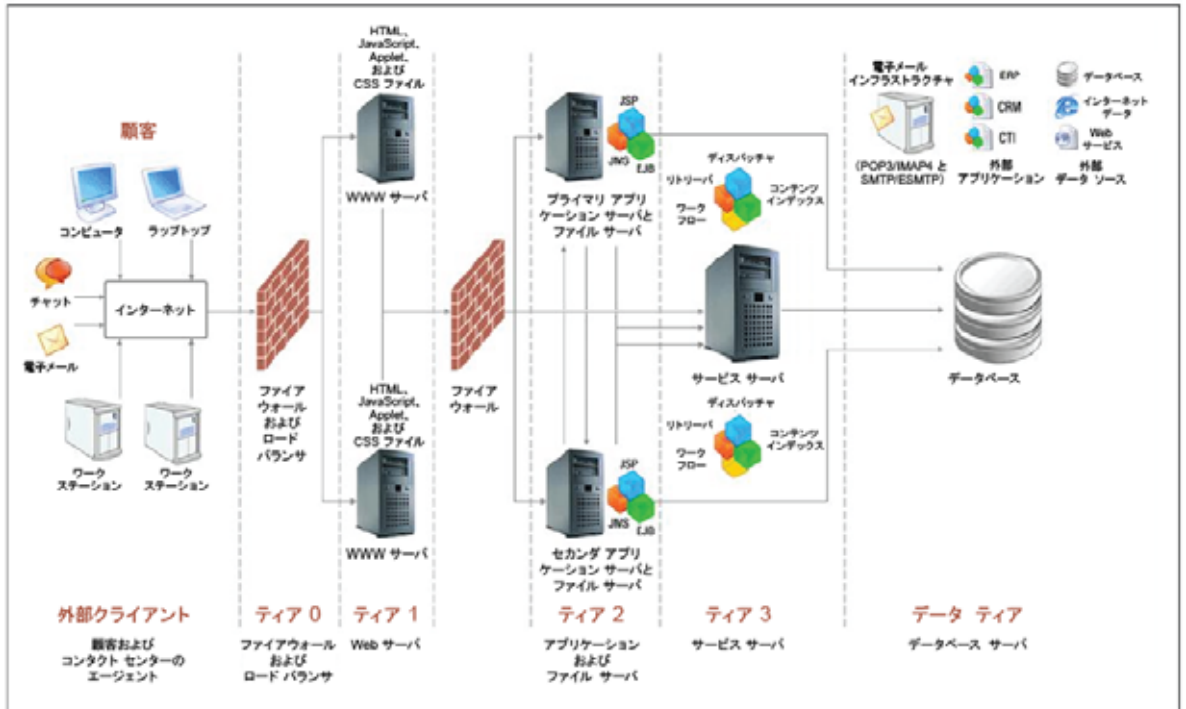 HTML、
JavaScript、
Applet、
および
CSS ファイル
WWW サーバ
顧客
コンピュータ
ラップトップ
チャット
電子メール
インターネット
ワーク
ステーション
ワーク
ステーション
ファイア
ウォール
および
ロード
バランサ
HTML、
JavaScript、
Applet、
および
CSS ファイル
WWW サーバ
ファイア
ウォール
JSP
JMS
EJB
プライマリ アプリ
ケーション サーバと
ファイル サーバ
JSP
JMS
EJB
セカンダ アプリ
ケーション サーバと
ファイル サーバ
ディスパッチャ
リトリーバ
コンテンツ
インデックス
ワーク
フロー
サービス サーバ
ディスパッチャ
リトリーバ
コンテンツ
インデックス
ワーク
フロー
電子メール
インフラストラクチャ
(POP3/IMAP4 と
SMTP/ESMTP)
ERP
CRM
CTI
外部
アプリケーション
データベース
インターネット
データ
Web
サービス
外部
データ ソース
データベース
外部クライアント
顧客および
コンタクト センターの
エージェント
ティア 0
ファイアウォール
および
ロード バランサ
ティア 1
Web サーバ
ティア 2
アプリケーション
および
ファイル サーバ
ティア 3
サービス サーバ
データ ティア
データベース サーバ